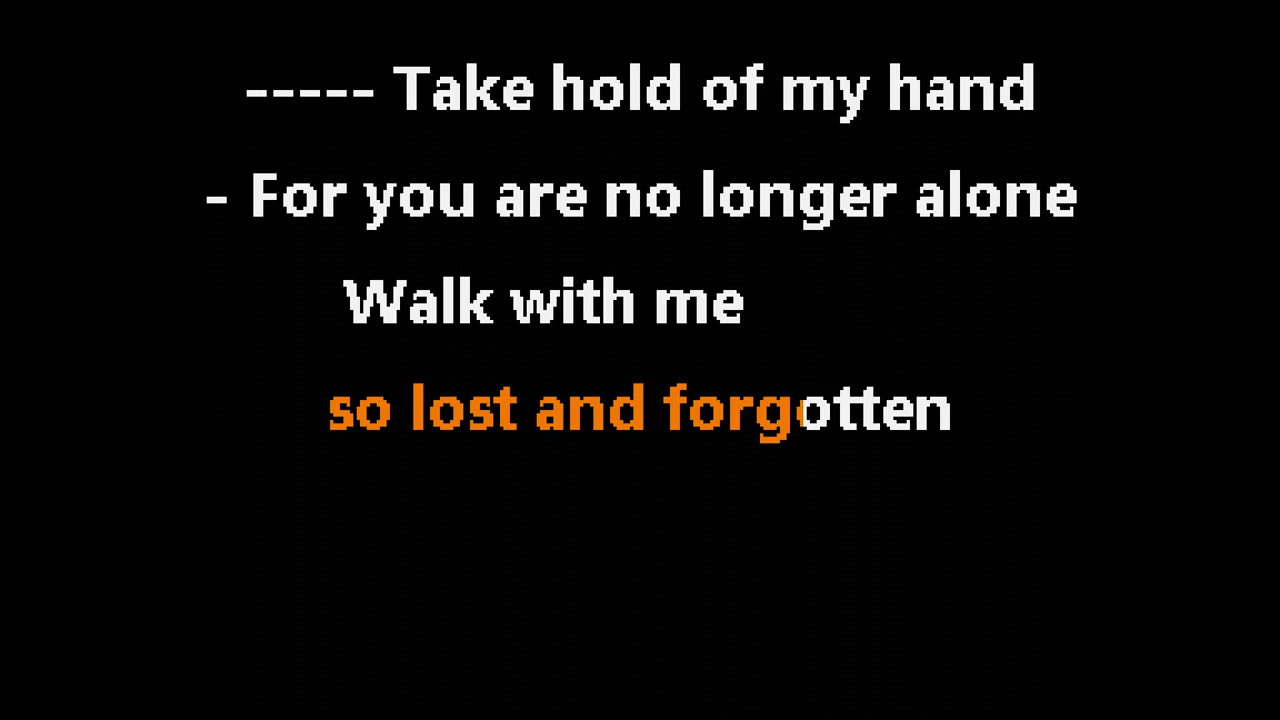 ----- Take hold of my hand
- For you are no longer alone
Walk with me
so lost and forgotten